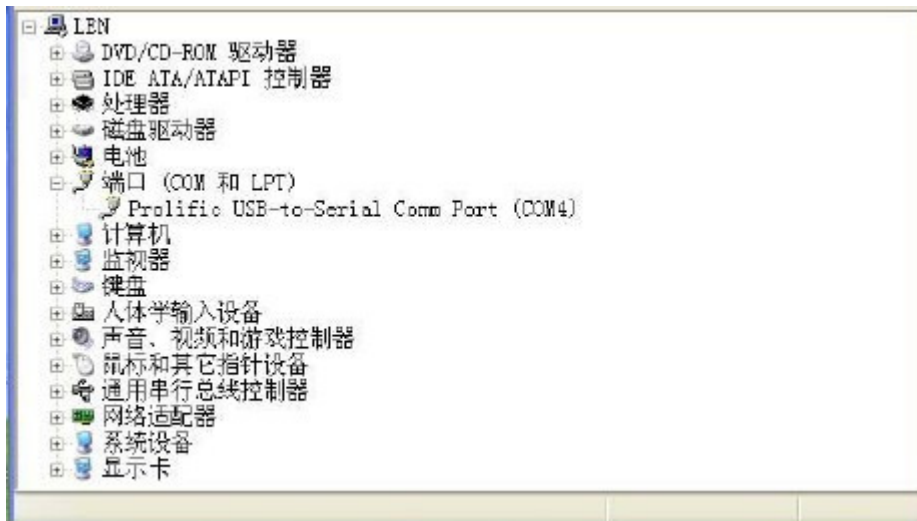 LEN
DVD/CD-ROM 驱动器
IDE ATA/ATAPI 控制器
处理器
磁盘驱动器
电池
端口 (COM 和 LPT)
Prolific USB-to-Serial Comm Port (COM4)
计算机
监视器
键盘
人体学输入设备
声音、视频和游戏控制器
鼠标和其它指针设备
通用串行总线控制器
网络适配器
系统设备
显示卡